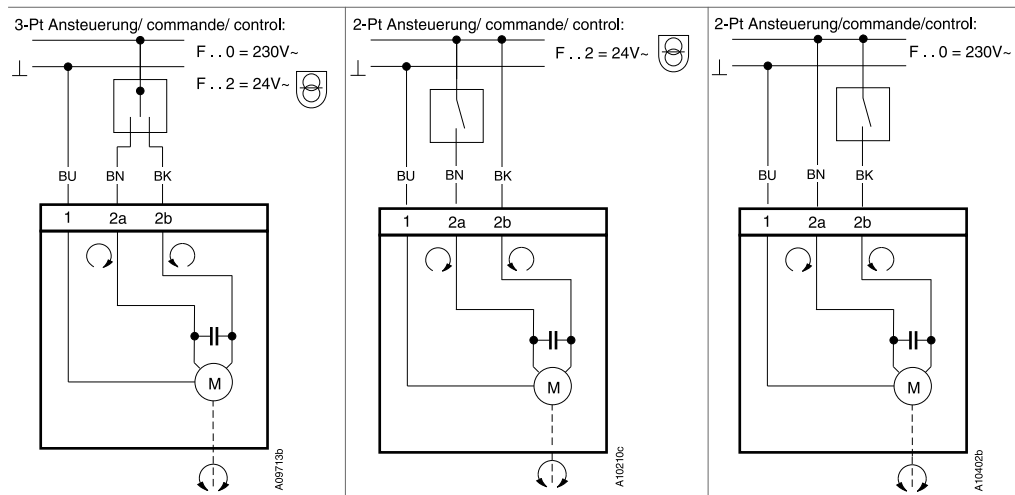 3-Pt Ansteuerung/ commande/ control:
F . . 0 = 230V~
F . . 2 = 24V~
BU BN BK
1 2a 2b
M
A09713b
2-Pt Ansteuerung/ commande/ control:
F . . 2 = 24V~
BU BN BK
1 2a 2b
M
A10210c
2-Pt Ansteuerung/commande/ control:
F . . 0 = 230V~
BU BN BK
1 2a 2b
M
A10402b